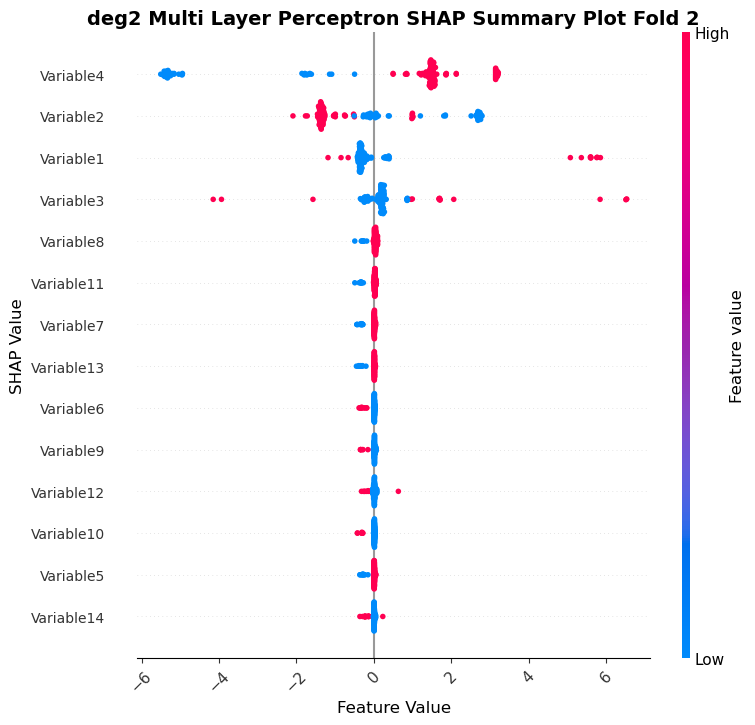 deg2 Multi Layer Perceptron SHAP Summary Plot Fold 2
High
Variable4
Variable2
Variable1
Variable3
Variable8
Variable11
Variable7
Variable13
Variable6
Variable9
Variable12
Variable10
Variable5
Variable14
SHAP Value
Feature value
Low
−6 −4 −2 0 2 4 6
Feature Value